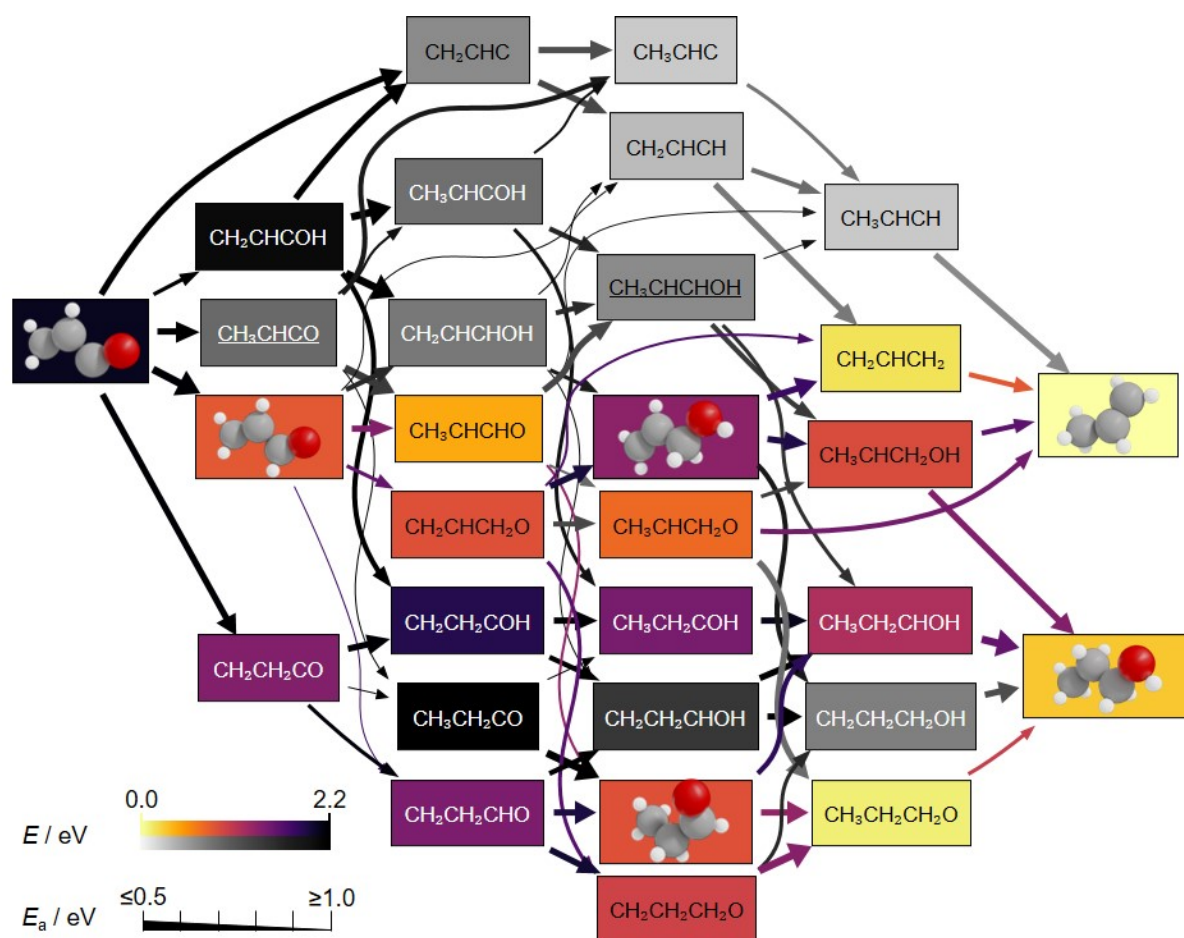 CH₂CHC
CH₃CHC
CH₂CHCH
CH₃CHCOH
CH₃CHCH
CH₂CHCOH
CH₃CHCHOH
CH₃CHCO
CH₂CHCHOH
CH₂CHCH₂
CH₃CHCHO
CH₃CHCH₂OH
CH₂CHCH₂O
CH₃CHCH₂O
CH₂CH₂COH
CH₃CH₂COH
CH₃CH₂CHOH
CH₂CH₂CO
CH₃CH₂CO
CH₂CH₂CHOH
CH₂CH₂CH₂OH
CH₂CH₂CHO
CH₃CH₂CH₂O
CH₂CH₂CH₂O
0.0 2.2
E / eV
≤0.5 ≥1.0
Eₐ / eV